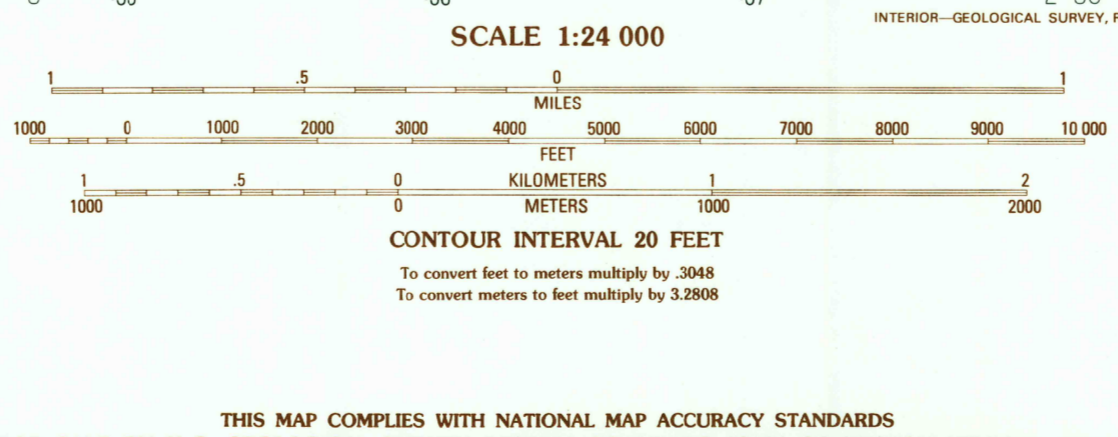 INTERIOR—GEOLOGICAL SURVEY,
SCALE 1:24 000
1 .5 0 1
MILES
1000 0 1000 2000 3000 4000 5000 6000 7000 8000 9000 10 000
FEET
1 .5 0 KILOMETERS 1 2
1000 0 METERS 1000 2000
CONTOUR INTERVAL 20 FEET
To convert feet to meters multiply by .3048
To convert meters to feet multiply by 3.2808
THIS MAP COMPLIES WITH NATIONAL MAP ACCURACY STANDARDS